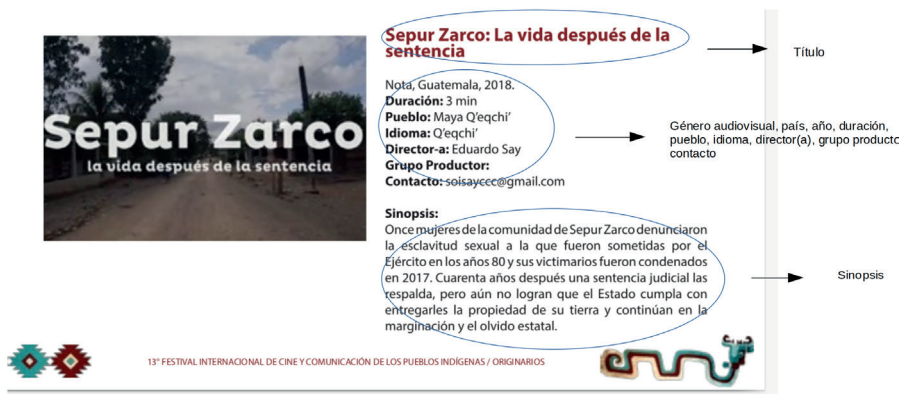 Sepur Zarco
la vida después de la sentencia
Sepur Zarco: La vida después de la
sentencia
Título
Nota, Guatemala, 2018.
Duración: 3 min
Pueblo: Maya Q’eqchi’
Idioma: Q’eqchi’
Director-a: Eduardo Say
Grupo Productor:
Contacto: soisayccc@gmail.com
Género audiovisual, país, año, duración,
pueblo, idioma, director(a), grupo producto
contacto
Sinopsis:
Once mujeres de la comunidad de Sepur Zarco denunciaron
la esclavitud sexual a la que fueron sometidas por el
Ejército en los años 80 y sus victimarios fueron condenados
en 2017. Cuarenta años después una sentencia judicial las
respalda, pero aún no logran que el Estado cumpla con
entregarles la propiedad de su tierra y continúan en la
marginación y el olvido estatal.
Sinopsis
13° FESTIVAL INTERNACIONAL DE CINE Y COMUNICACIÓN DE LOS PUEBLOS INDÍGENAS / ORIGINARIOS